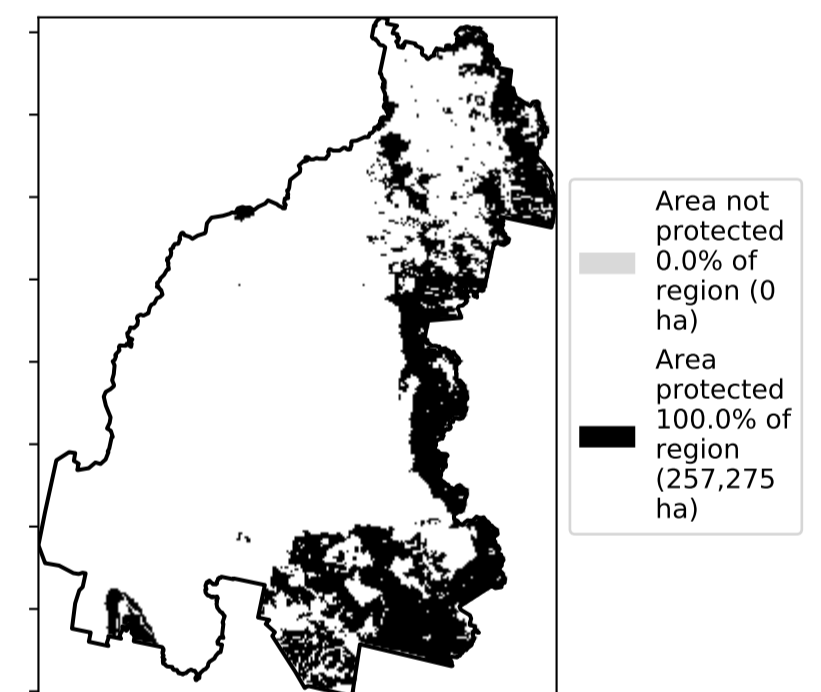 Area not
protected
0.0% of
region (0
ha)
Area
protected
100.0% of
region
(257,275
ha)